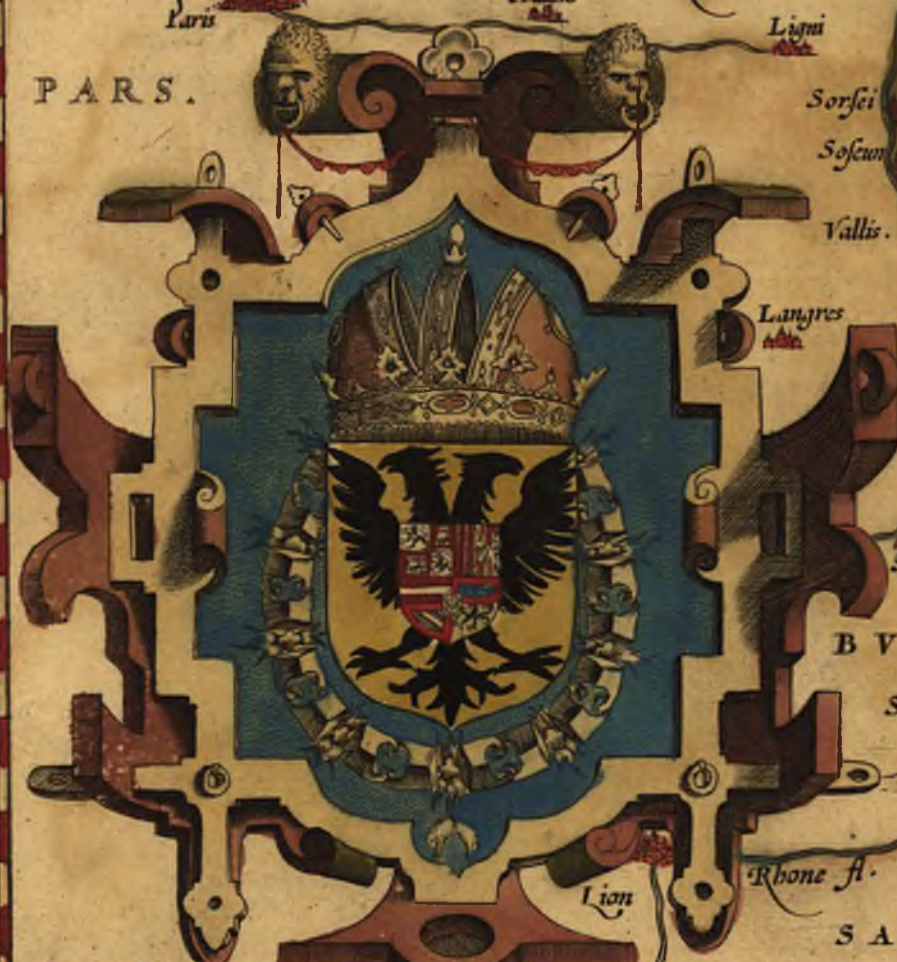 Paris
Ligni
PARS.
Sorsei
Vallis.
Langres
B V
S
Rhone fl.
Lion
S A